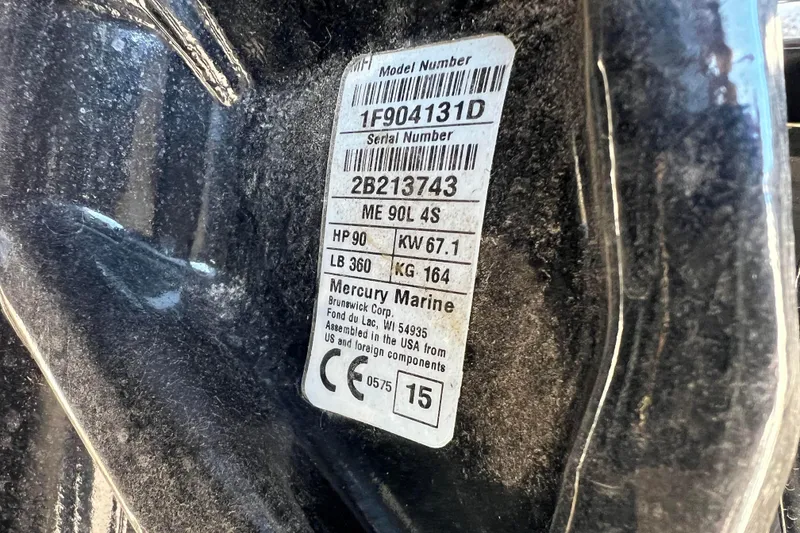 Model Number
1F904131D
Serial Number
2B213743
ME 90L 4S
HP 90 KW 67.1
LB 360 KG 164
Mercury Marine
Brunswick Corp.
Fond du Lac, WI 54935
Assembled in the USA from
US and foreign components
CE 0575 15